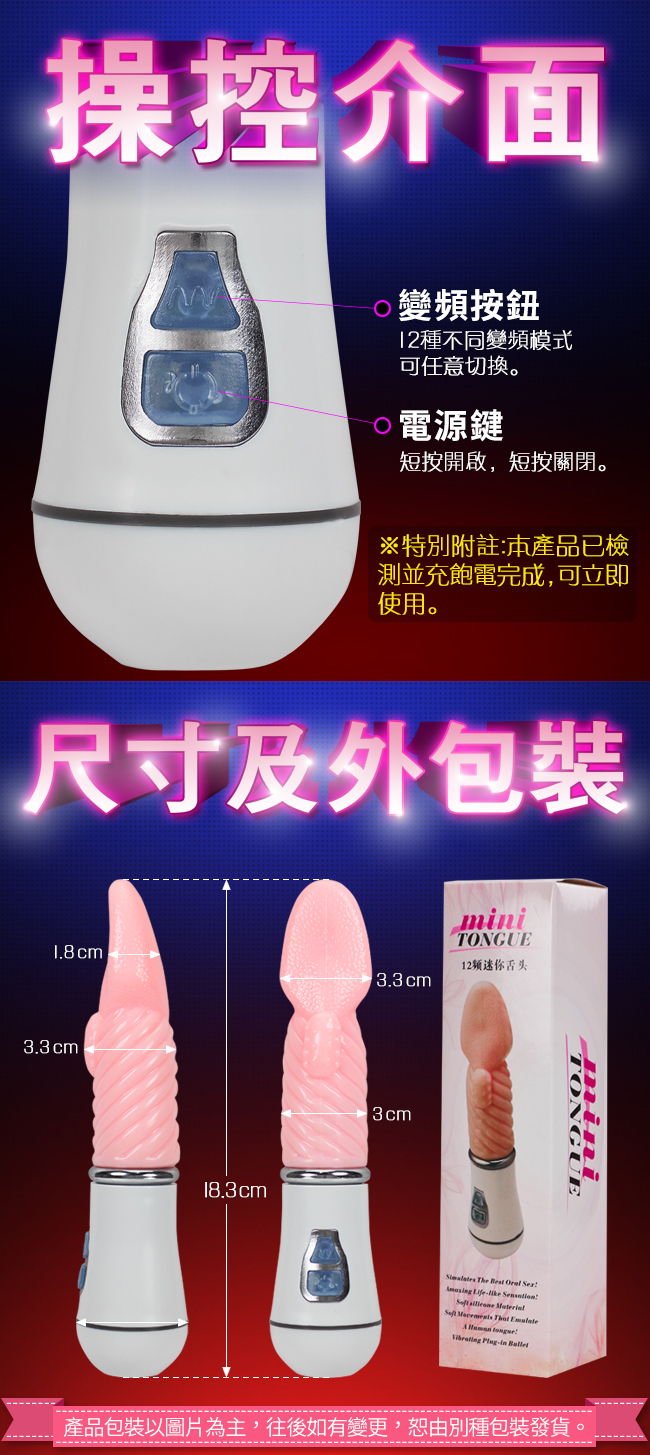 操控介面
變頻按鈕
12種不同變頻模式
可任意切換。
電源鍵
短按開啟，短按關閉。
※特別附註:本產品已檢
測並充飽電完成,可立即
使用。
尺寸及外包裝
1.8cm
3.3cm
3.3cm
3cm
18.3cm
mini
TONGUE
12频迷你舌头
mini
TONGUE
Simulates The Best Oral Sex!
Amazing Life-like Sensation!
Soft silicone Material
Soft Movements That Emulate
A Human tongue!
Vibrating Plug-in Bullet
產品包裝以圖片為主，往後如有變更，恕由別種包裝發貨。